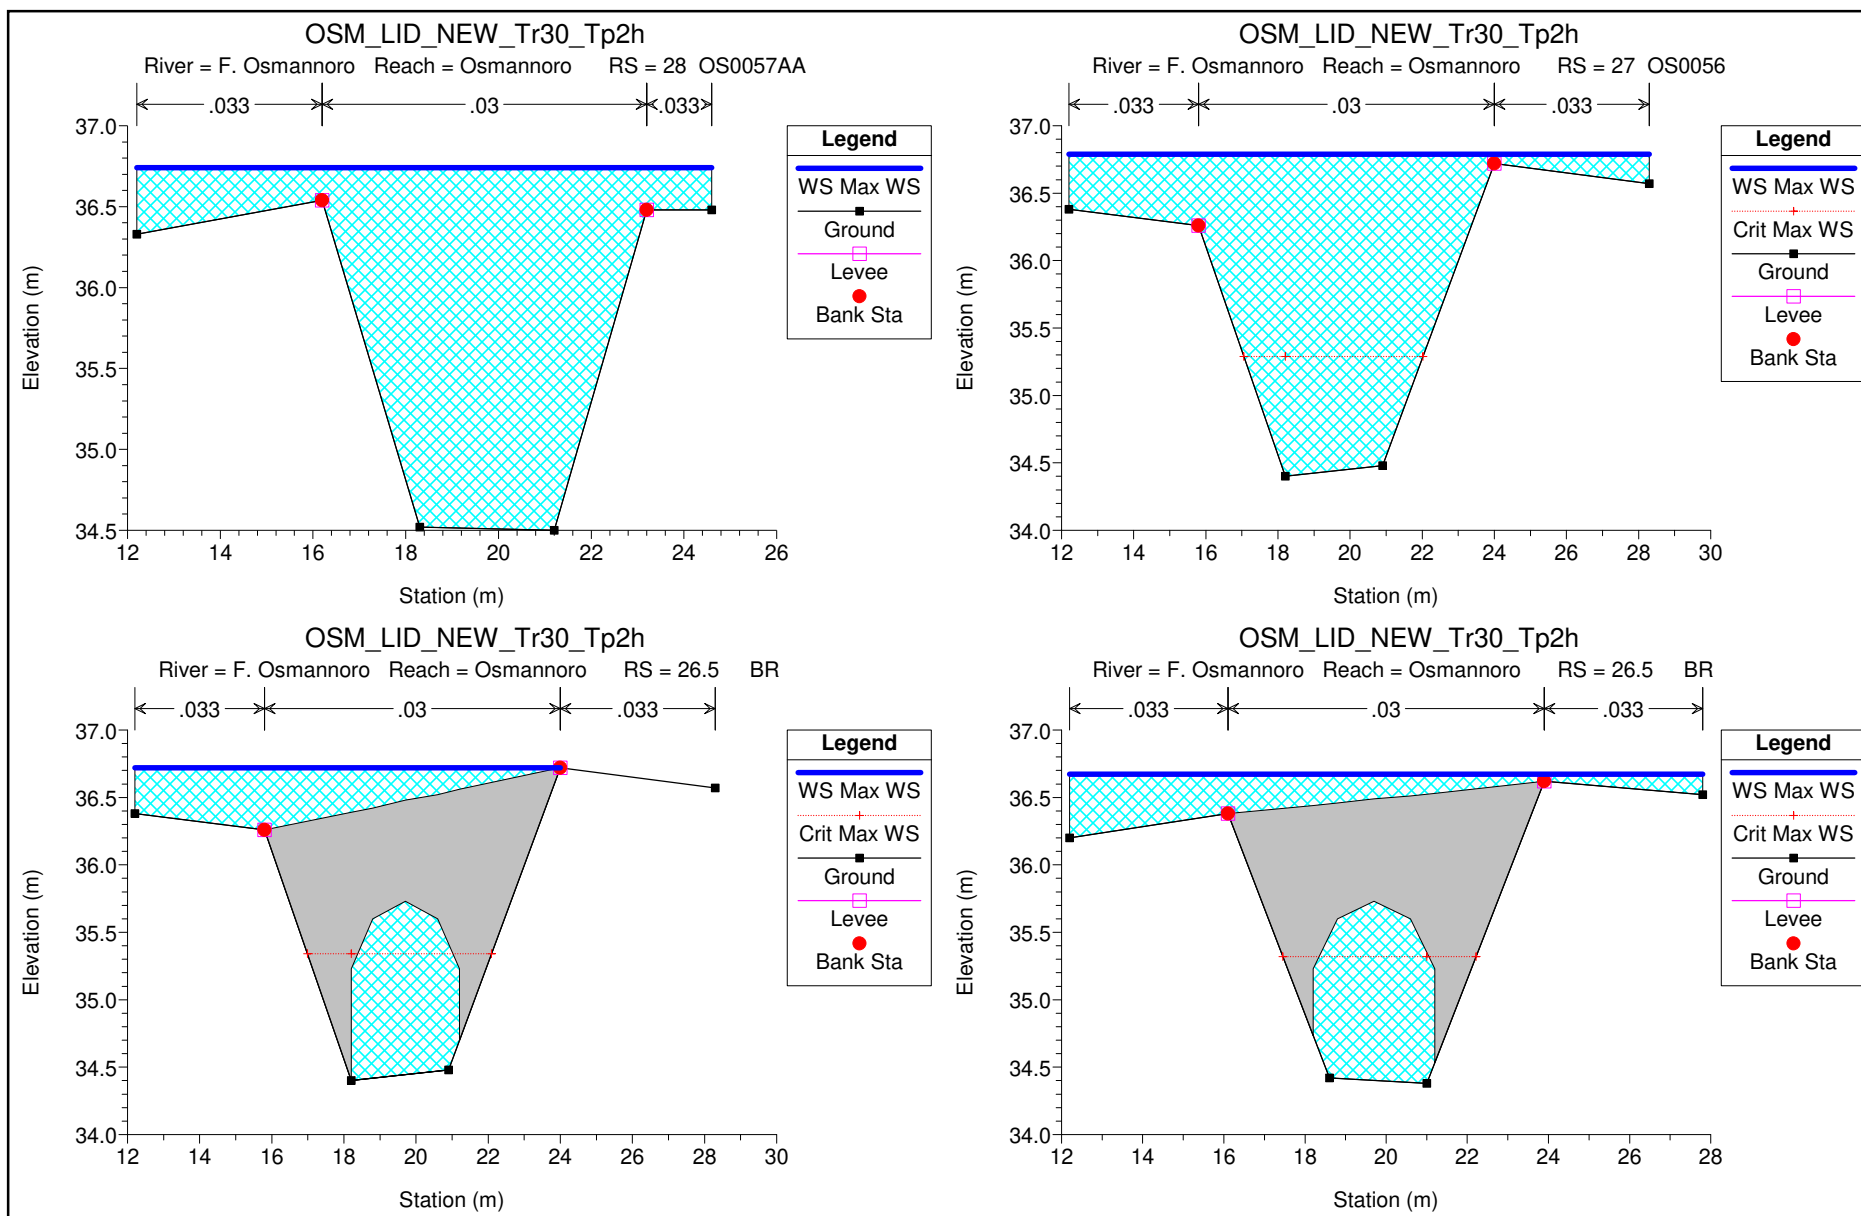 OSM_LID_NEW_Tr30_Tp2h
River = F. Osmannoro Reach = Osmannoro RS = 28 OS0057AA
.033 .03 .033
37.0
36.5
36.0
35.5
35.0
34.5
12 14 16 18 20 22 24 26
Station (m)
Elevation (m)
Legend
WS Max WS
Ground
Levee
Bank Sta
OSM_LID_NEW_Tr30_Tp2h
River = F. Osmannoro Reach = Osmannoro RS = 27 OS0056
.033 .03 .033
37.0
36.5
36.0
35.5
35.0
34.5
34.0
12 14 16 18 20 22 24 26 28 30
Station (m)
Elevation (m)
Legend
WS Max WS
Crit Max WS
Ground
Levee
Bank Sta
OSM_LID_NEW_Tr30_Tp2h
River = F. Osmannoro Reach = Osmannoro RS = 26.5 BR
.033 .03 .033
37.0
36.5
36.0
35.5
35.0
34.5
34.0
12 14 16 18 20 22 24 26 28 30
Station (m)
Elevation (m)
Legend
WS Max WS
Crit Max WS
Ground
Levee
Bank Sta
OSM_LID_NEW_Tr30_Tp2h
River = F. Osmannoro Reach = Osmannoro RS = 26.5 BR
.033 .03 .033
37.0
36.5
36.0
35.5
35.0
34.5
34.0
12 14 16 18 20 22 24 26 28
Station (m)
Elevation (m)
Legend
WS Max WS
Crit Max WS
Ground
Levee
Bank Sta